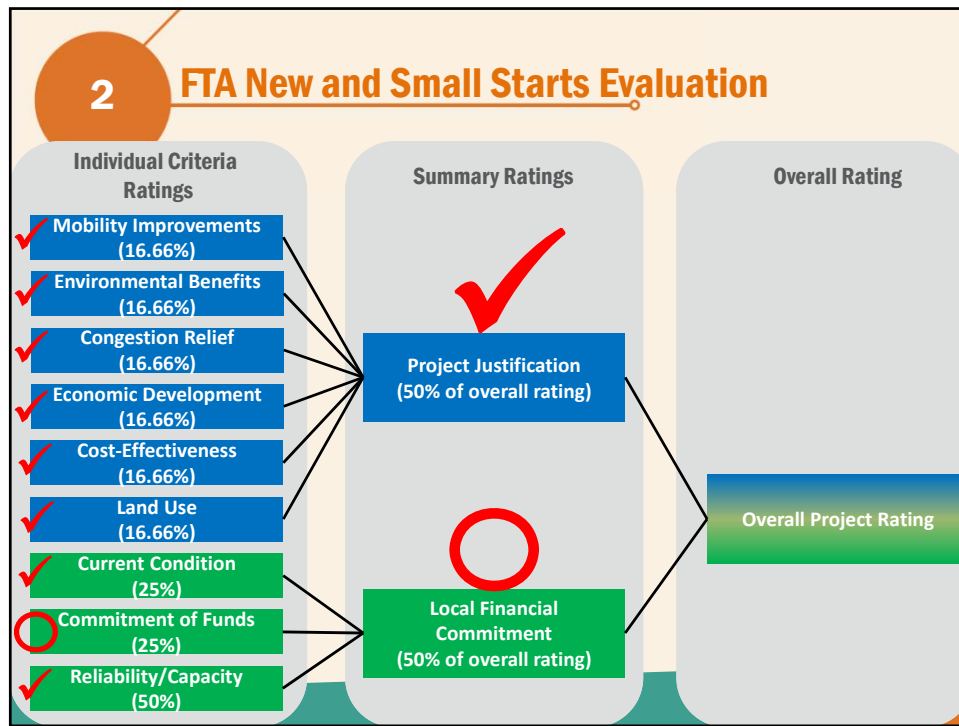 2
FTA New and Small Starts Evaluation
Individual Criteria
Ratings
Mobility Improvements
(16.66%)
Environmental Benefits
(16.66%)
Congestion Relief
(16.66%)
Economic Development
(16.66%)
Cost-Effectiveness
(16.66%)
Land Use
(16.66%)
Current Condition
(25%)
Commitment of Funds
(25%)
Reliability/Capacity
(50%)
Summary Ratings
Project Justification
(50% of overall rating)
Local Financial
Commitment
(50% of overall rating)
Overall Rating
Overall Project Rating